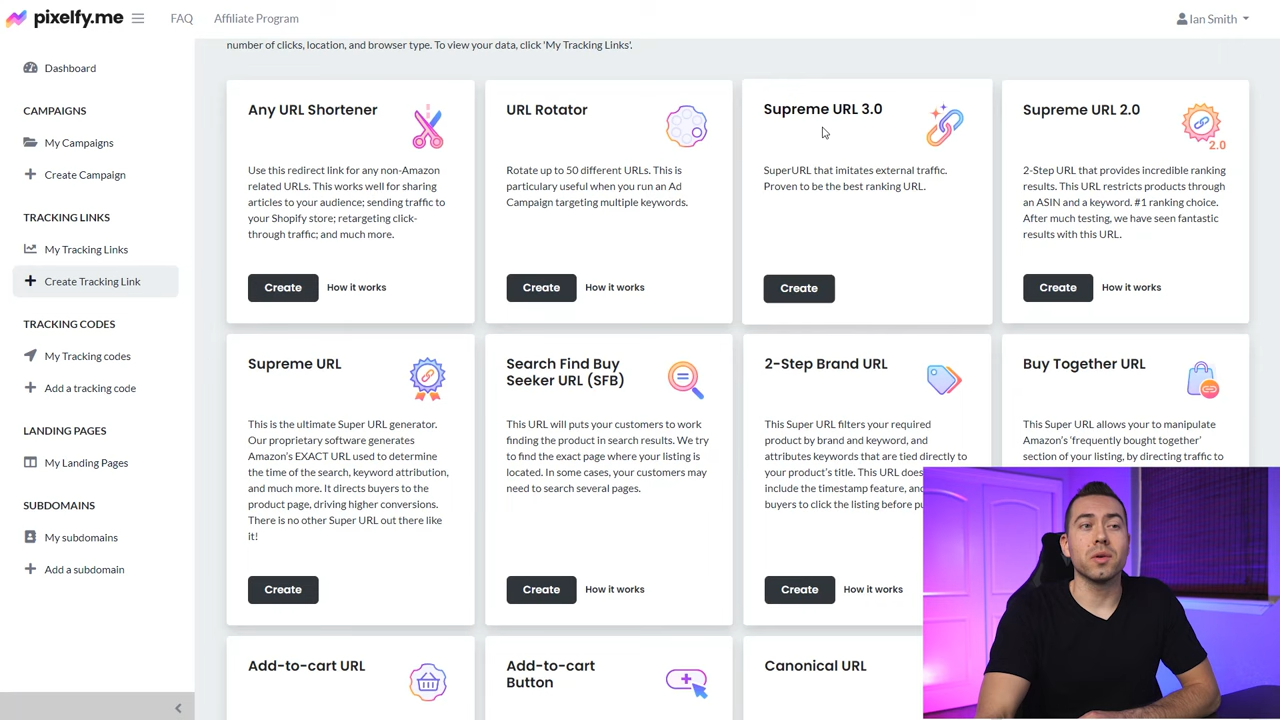 pixelfy.me
FAQ
Affiliate Program
Ian Smith
Dashboard
CAMPAIGNS
My Campaigns
Create Campaign
TRACKING LINKS
My Tracking Links
Create Tracking Link
TRACKING CODES
My Tracking codes
Add a tracking code
LANDING PAGES
My Landing Pages
SUBDOMAINS
My subdomains
Add a subdomain
number of clicks, location, and browser type. To view your data, click 'My Tracking Links'.
Any URL Shortener
Use this redirect link for any non-Amazon
related URLs. This works well for sharing
articles to your audience; sending traffic to
your Shopify store; retargeting click-
through traffic; and much more.
Create
How it works
URL Rotator
Rotate up to 50 different URLs. This is
particularly useful when you run an Ad
Campaign targeting multiple keywords.
Create
How it works
Supreme URL 3.0
SuperURL that imitates external traffic.
Proven to be the best ranking URL.
Create
Supreme URL 2.0
2.0
2-Step URL that provides incredible ranking
results. This URL restricts products through
an ASIN and a keyword. #1 ranking choice.
After much testing, we have seen fantastic
results with this URL.
Create
How it works
Supreme URL
This is the ultimate Super URL generator.
Our proprietary software generates
Amazon's EXACT URL used to determine
the time of the search, keyword attribution,
and much more. It directs buyers to the
product page, driving higher conversions.
There is no other Super URL out there like
it!
Create
Search Find Buy
Seeker URL (SFB)
This URL will puts your customers to work
finding the product in search results. We try
to find the exact page where your listing is
located. In some cases, your customers may
need to search several pages.
Create
How it works
2-Step Brand URL
This Super URL filters your required
product by brand and keyword, and
attributes keywords that are tied directly to
your product's title. This URL does
include the timestamp feature, and
buyers to click the listing before
Create
How it works
Buy Together URL
This Super URL allows your to manipulate
Amazon's 'frequently bought together'
section of your listing, by directing traffic to
Add-to-cart URL
Add-to-cart
Button
Canonical URL